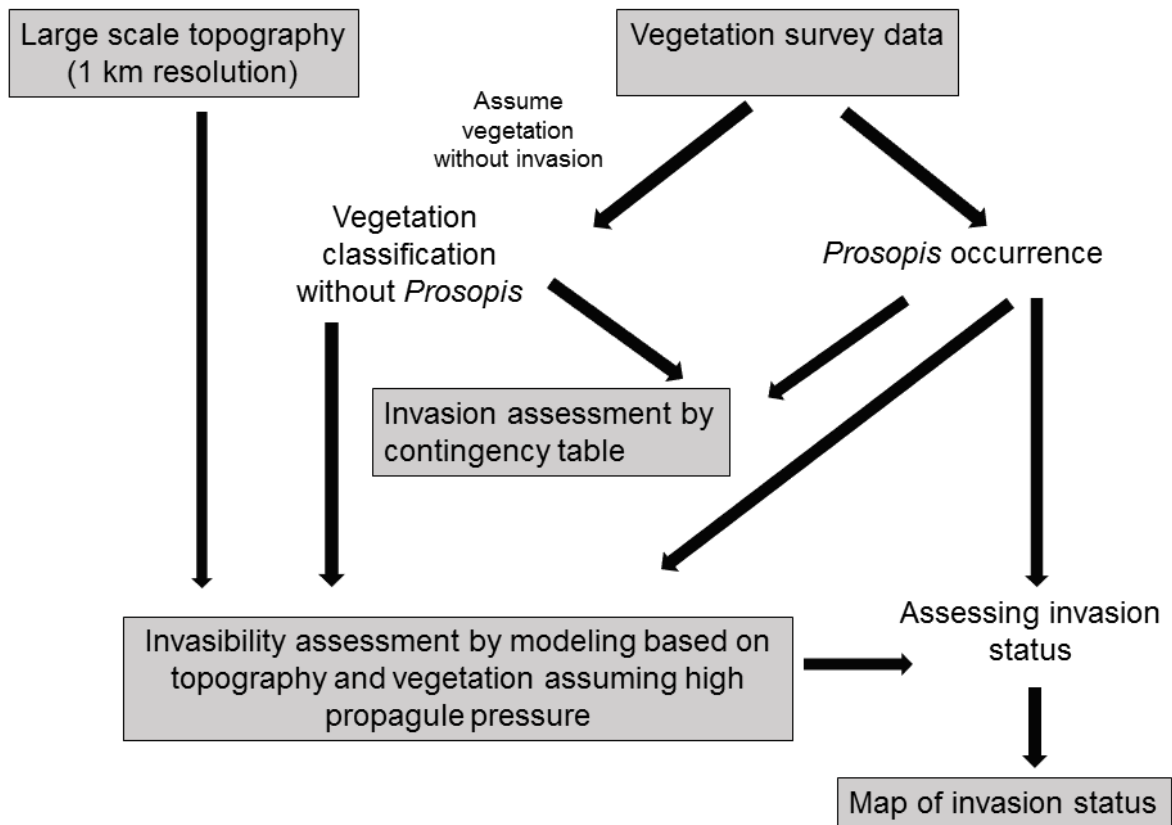 Large scale topography
(1 km resolution)
Vegetation survey data
Assume
vegetation
without invasion
Vegetation
classification
without Prosopis
Prosopis occurrence
Invasion assessment by
contingency table
Invasibility assessment by modeling based on
topography and vegetation assuming high
propagule pressure
Assessing invasion
status
Map of invasion status